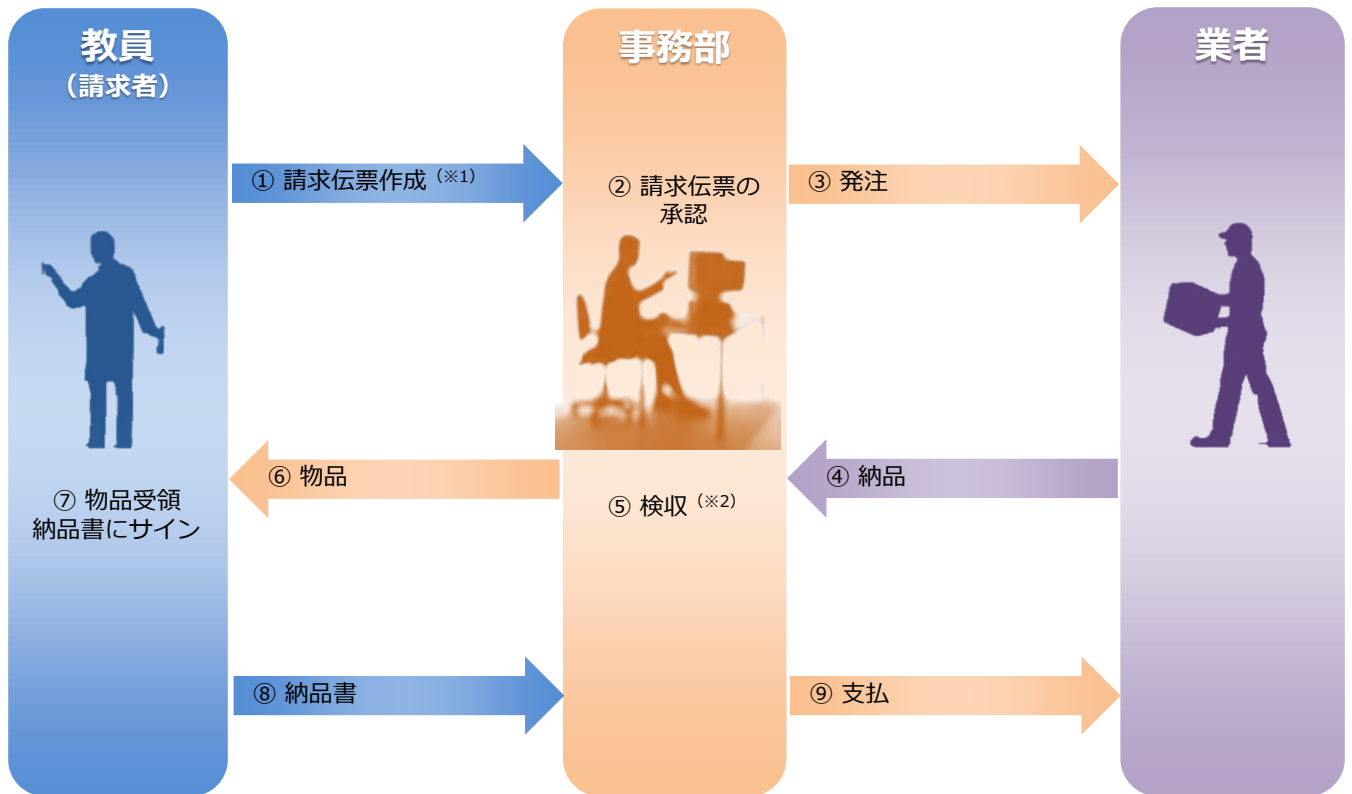 教員
（請求者）
事務部
業者
① 請求伝票作成（※1）
② 請求伝票の
承認
③ 発注
④ 納品
⑤ 検収（※2）
⑥ 物品
⑦ 物品受領
納品書にサイン
⑧ 納品書
⑨ 支払